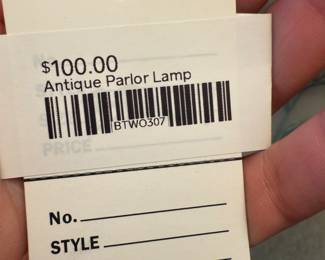 $100.00
Antique Parlor Lamp
BTWO307
PRICE
No.
STYLE